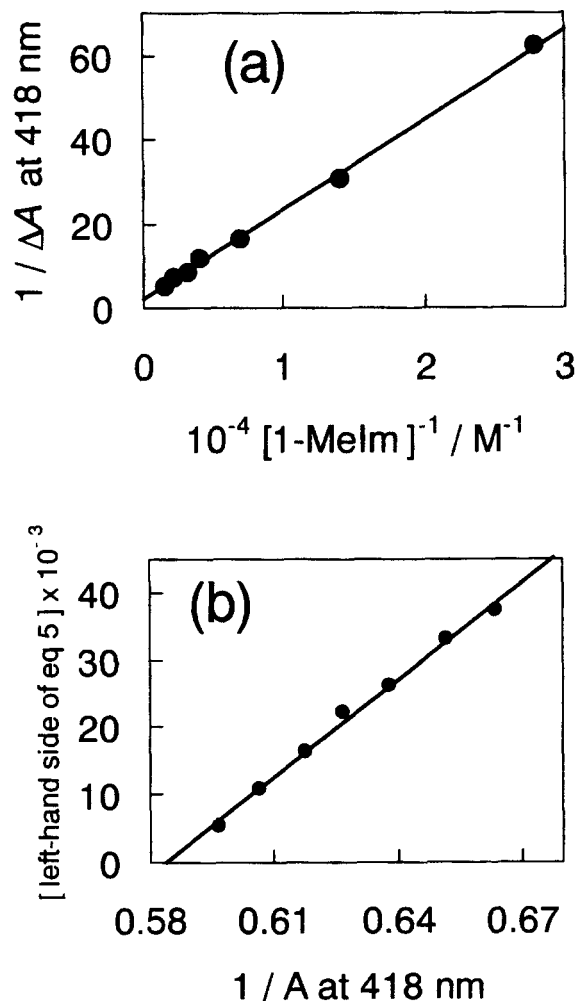 (a)
1 / ΔA at 418 nm
60
40
20
0
0 1 2 3
10⁻⁴ [1-MeIm]⁻¹ / M⁻¹
(b)
[left-hand side of eq 5] x 10⁻³
40
30
20
10
0
0.58 0.61 0.64 0.67
1 / A at 418 nm